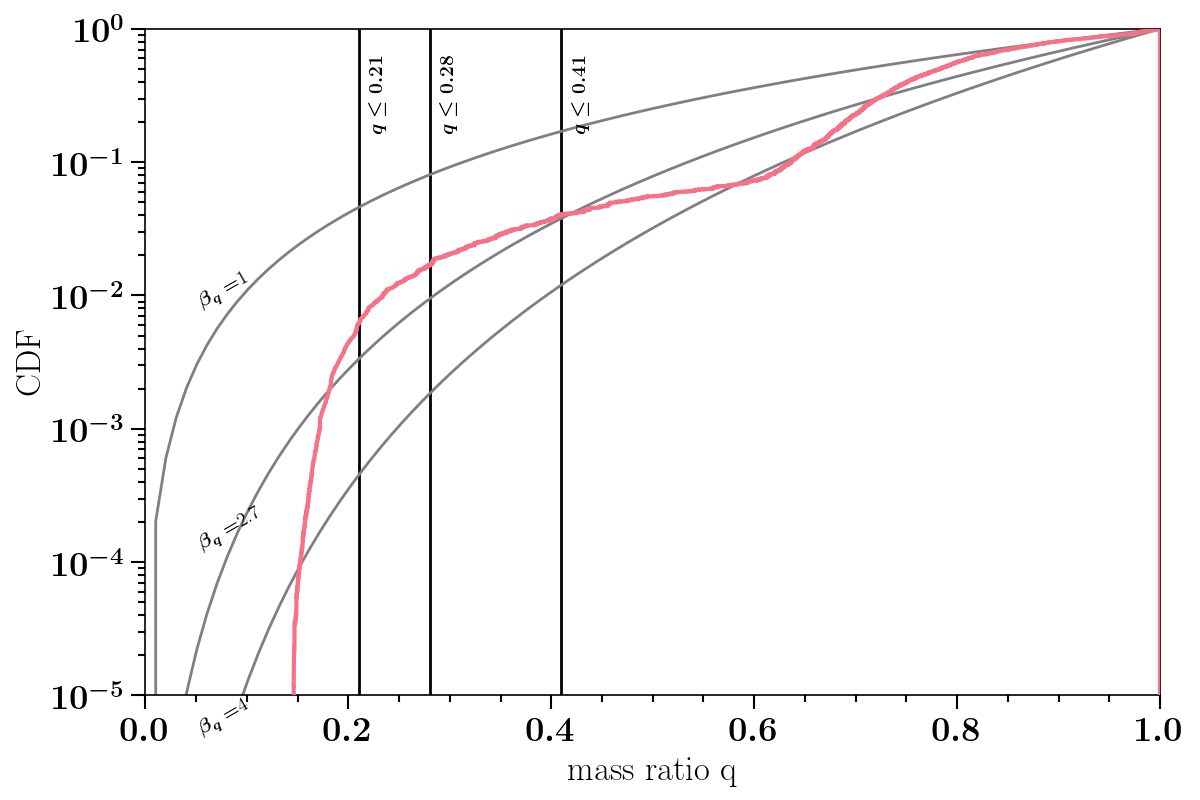 10⁰
10⁻¹
10⁻²
10⁻³
10⁻⁴
10⁻⁵
CDF
q ≤ 0.21
q ≤ 0.28
q ≤ 0.41
β_q =1
β_q =2.7
β_q =4
0.0 0.2 0.4 0.6 0.8 1.0
mass ratio q